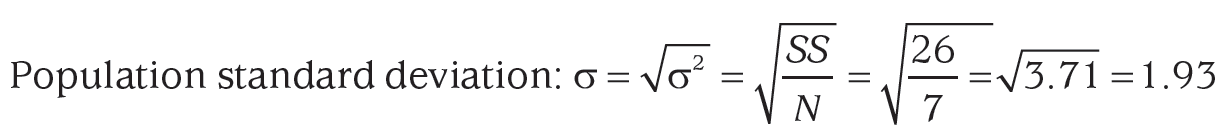 Population standard deviation: σ = √σ² = √(SS/N) = √(26/7) = √3.71 = 1.93